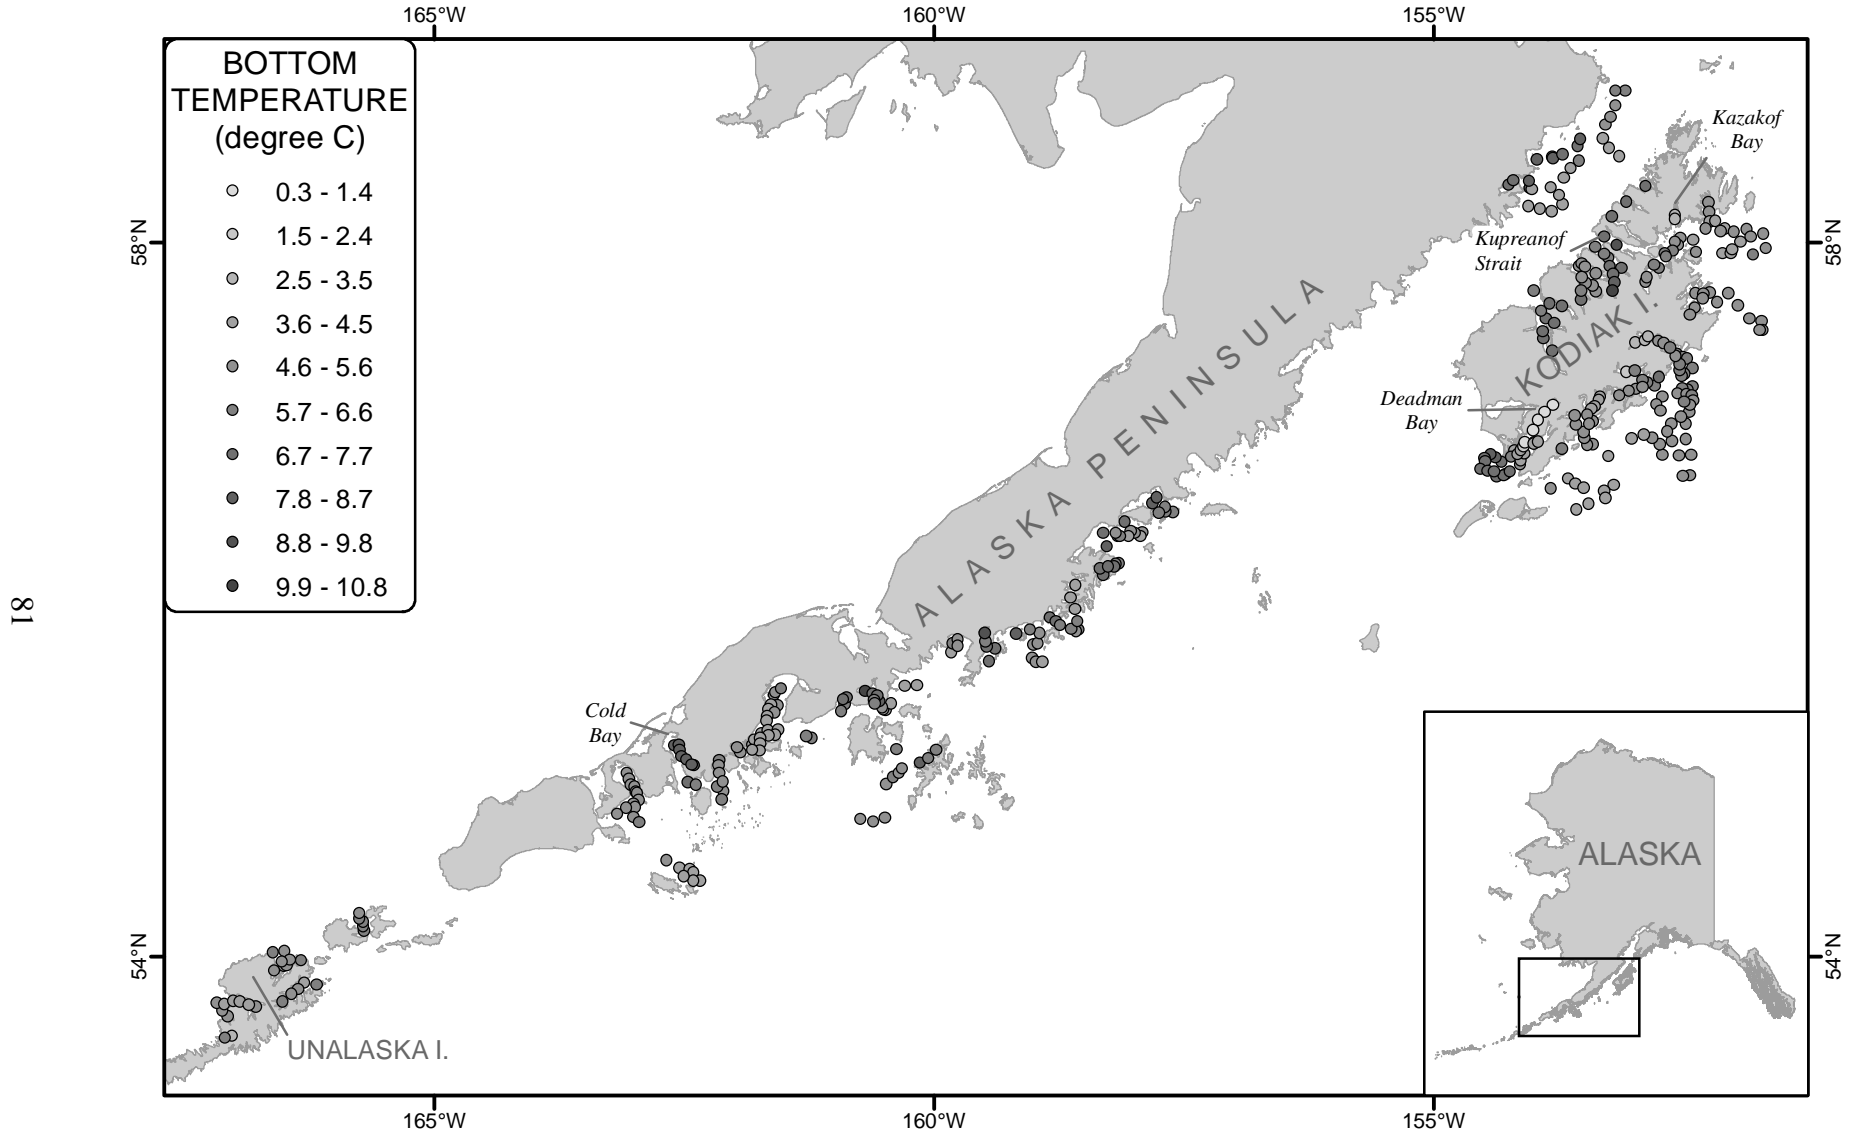 165°W
160°W
155°W
BOTTOM
TEMPERATURE
(degree C)
0.3 - 1.4
1.5 - 2.4
2.5 - 3.5
3.6 - 4.5
4.6 - 5.6
5.7 - 6.6
6.7 - 7.7
7.8 - 8.7
8.8 - 9.8
9.9 - 10.8
Kazakof
Bay
58°N
58°N
Kupreanof
Strait
KODIAK I.
ALASKA PENINSULA
Deadman
Bay
81
Cold
Bay
ALASKA
54°N
54°N
UNALASKA I.
165°W
160°W
155°W